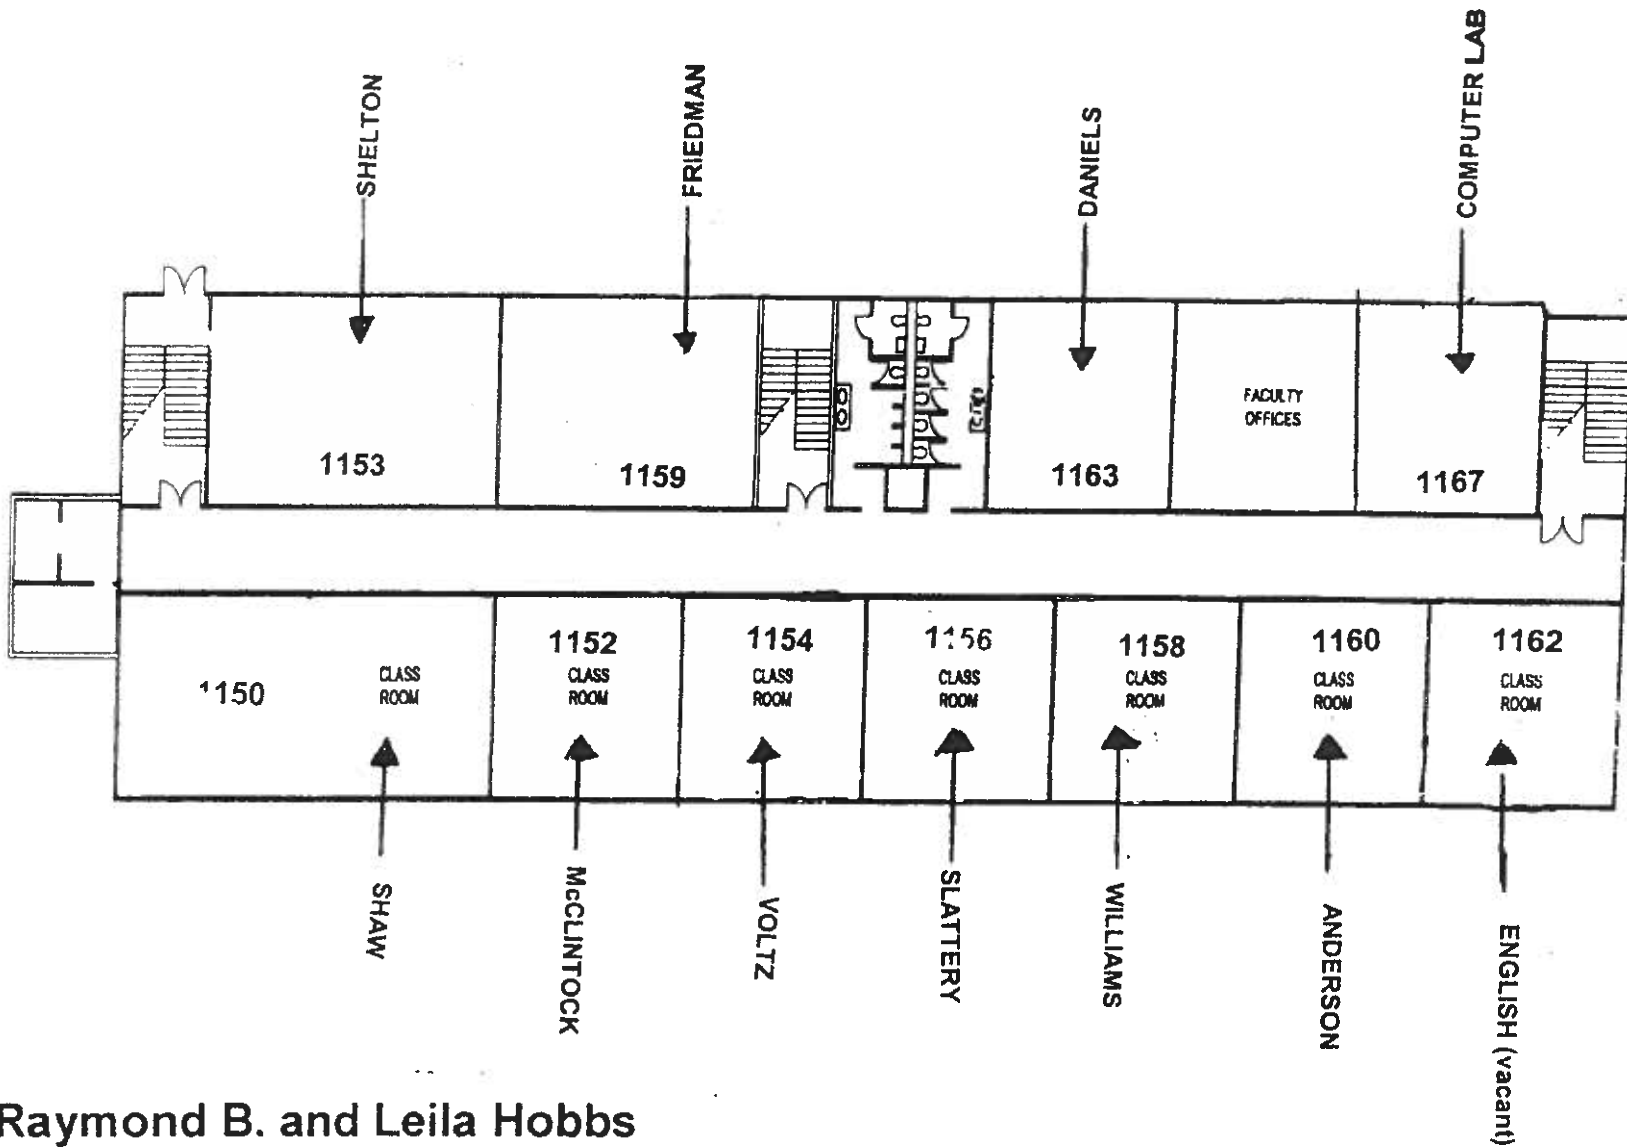 SHELTON
FRIEDMAN
DANIELS
COMPUTER LAB
1153
1159
1163
FACULTY
OFFICES
1167
1150
CLASS
ROOM
1152
CLASS
ROOM
1154
CLASS
ROOM
1156
CLASS
ROOM
1158
CLASS
ROOM
1160
CLASS
ROOM
1162
CLASS
ROOM
SHAW
McCLINTOCK
VOLTZ
SLATTERY
WILLIAMS
ANDERSON
ENGLISH (vacant)
Raymond B. and Leila Hobbs